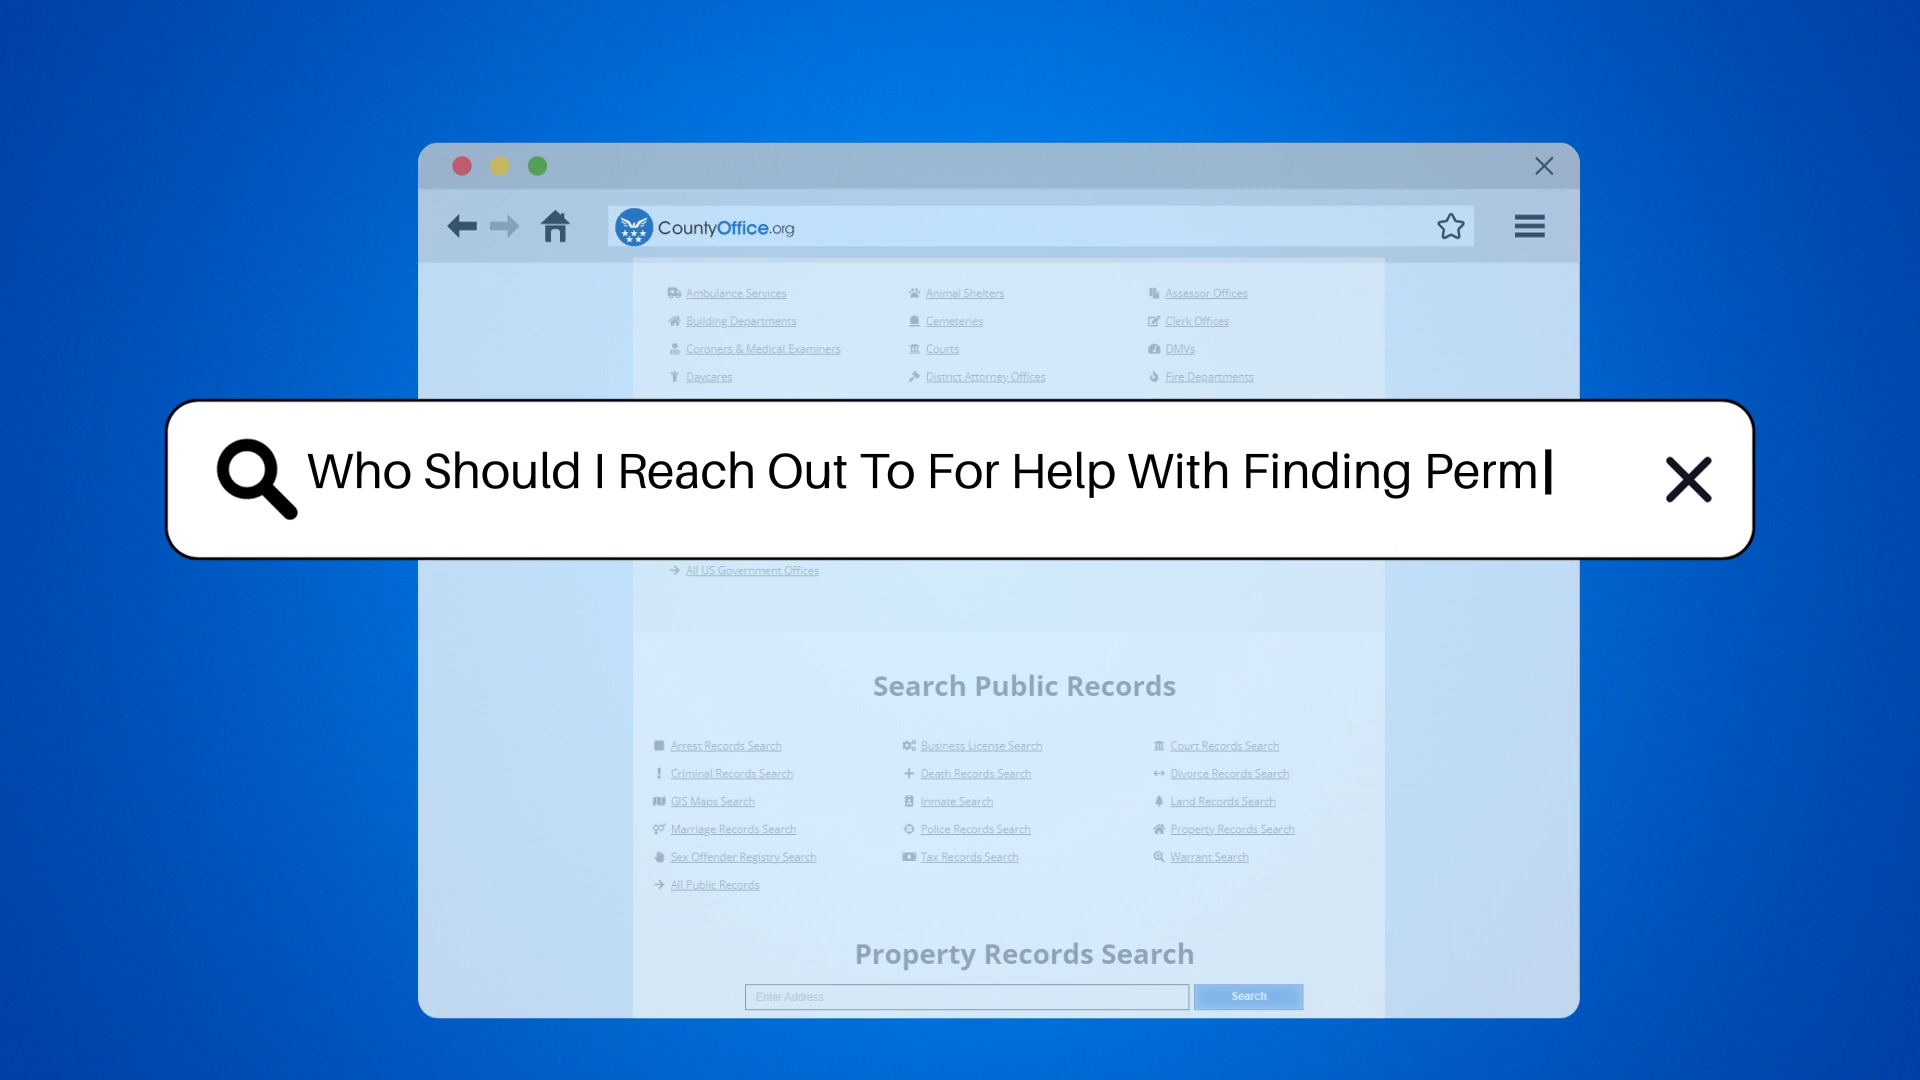 CountyOffice.org
Ambulance Services Animal Shelters Assessor Offices
Building Departments Cemeteries Clerk Offices
Coroners & Medical Examiners Courts DMVs
Daycares District Attorney Offices Fire Departments
Who Should I Reach Out To For Help With Finding Perm
All US Government Offices
Search Public Records
Arrest Records Search Business License Search Court Records Search
Criminal Records Search Death Records Search Divorce Records Search
GIS Maps Search Inmate Search Land Records Search
Marriage Records Search Police Records Search Property Records Search
Sex Offender Registry Search Tax Records Search Warrant Search
All Public Records
Property Records Search
Enter Address Search